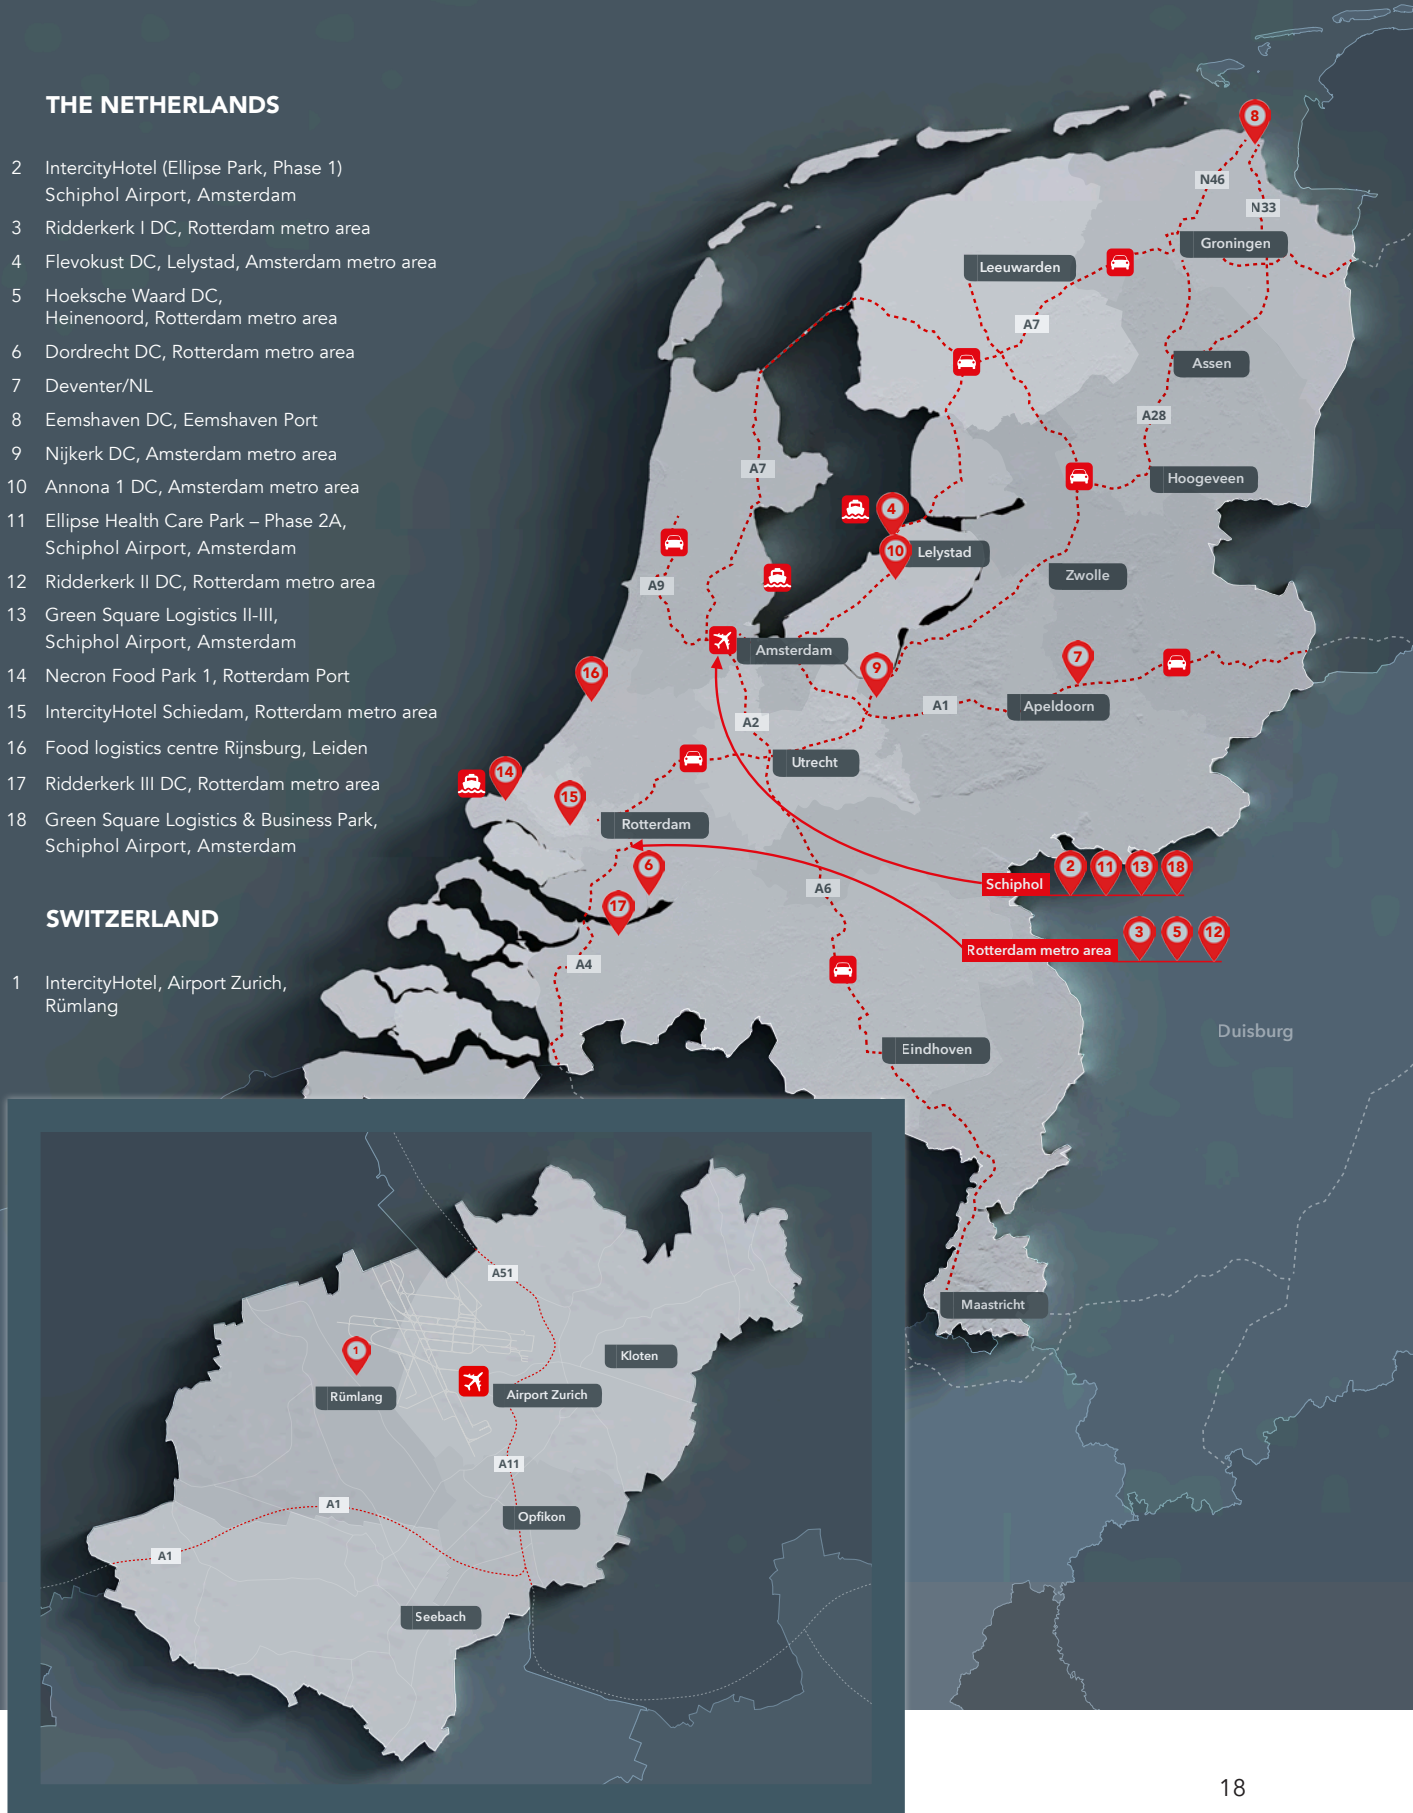 THE NETHERLANDS
2 IntercityHotel (Ellipse Park, Phase 1)
Schiphol Airport, Amsterdam
3 Ridderkerk I DC, Rotterdam metro area
4 Flevokust DC, Lelystad, Amsterdam metro area
5 Hoeksche Waard DC,
Heinenoord, Rotterdam metro area
6 Dordrecht DC, Rotterdam metro area
7 Deventer/NL
8 Eemshaven DC, Eemshaven Port
9 Nijkerk DC, Amsterdam metro area
10 Annona 1 DC, Amsterdam metro area
11 Ellipse Health Care Park – Phase 2A,
Schiphol Airport, Amsterdam
12 Ridderkerk II DC, Rotterdam metro area
13 Green Square Logistics II-III,
Schiphol Airport, Amsterdam
14 Necron Food Park 1, Rotterdam Port
15 IntercityHotel Schiedam, Rotterdam metro area
16 Food logistics centre Rijnsburg, Leiden
17 Ridderkerk III DC, Rotterdam metro area
18 Green Square Logistics & Business Park,
Schiphol Airport, Amsterdam
SWITZERLAND
1 IntercityHotel, Airport Zurich,
Rümlang
8
N46
N33
Groningen
Leeuwarden
A7
Assen
A28
A7
Hoogeveen
4
10
Lelystad
Zwolle
A9
Amsterdam
9
7
16
A1
Apeldoorn
A2
Utrecht
14
15
Rotterdam
6
Schiphol
2
11
13
18
A6
17
3
5
12
Rotterdam metro area
A4
Duisburg
Eindhoven
Maastricht
A51
1
Kloten
Rümlang
Airport Zurich
A11
A1
Opfikon
A1
Seebach
18